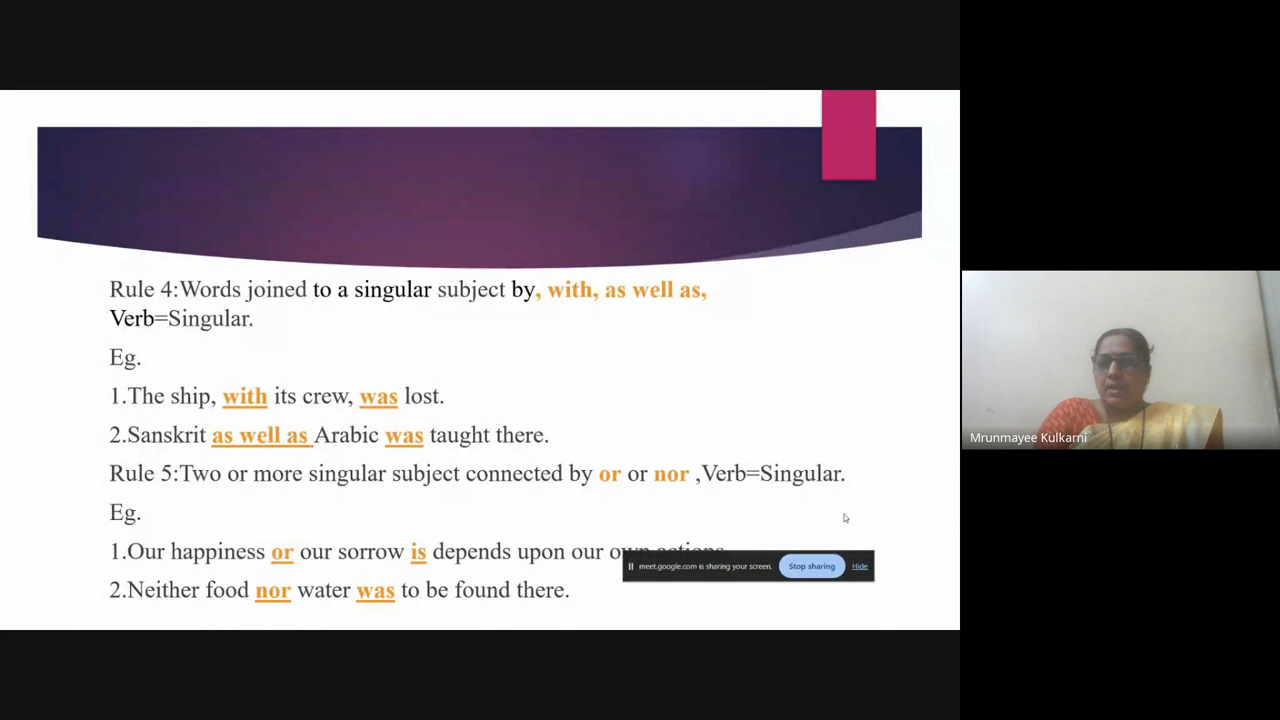 Rule 4:Words joined to a singular subject by, with, as well as,
Verb=Singular.
Eg.
1.The ship, with its crew, was lost.
2.Sanskrit as well as Arabic was taught there.
Rule 5:Two or more singular subject connected by or or nor ,Verb=Singular.
Eg.
1.Our happiness or our sorrow is depends upon our own actions.
meet.google.com is sharing your screen. Stop sharing Hide
2.Neither food nor water was to be found there.
Mrunmayee Kulkarni